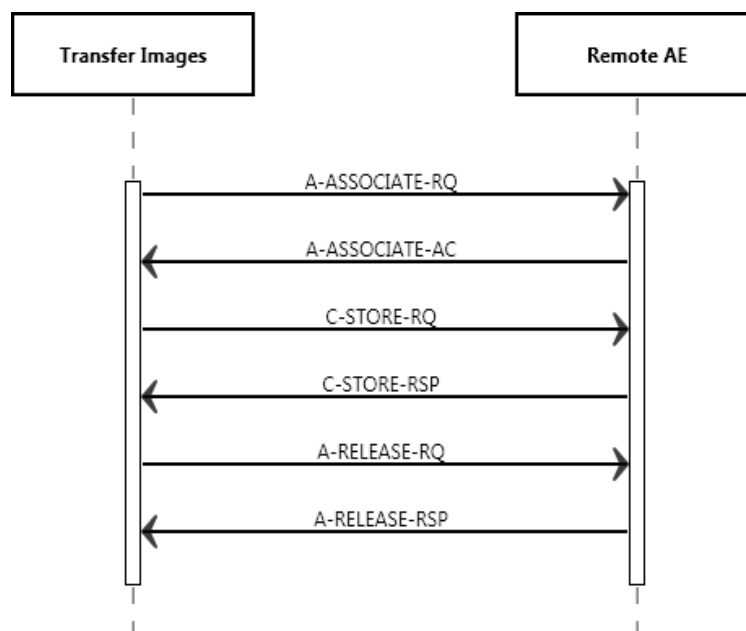 Transfer Images
Remote AE
A-ASSOCIATE-RQ
A-ASSOCIATE-AC
C-STORE-RQ
C-STORE-RSP
A-RELEASE-RQ
A-RELEASE-RSP